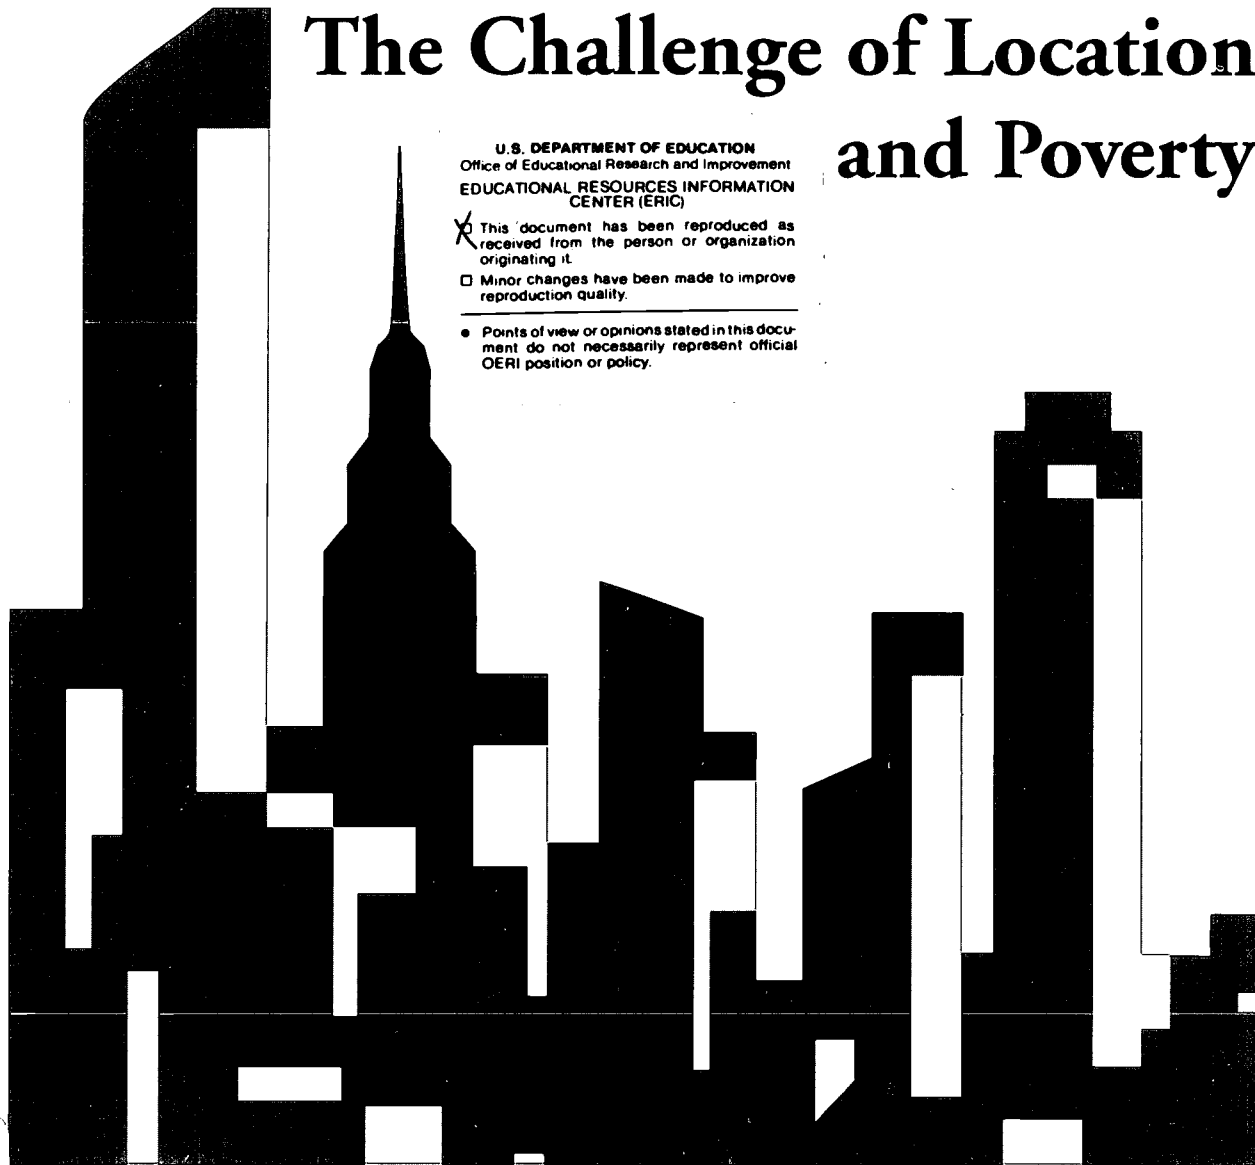 The Challenge of Location
and Poverty
U.S. DEPARTMENT OF EDUCATION
Office of Educational Research and Improvement
EDUCATIONAL RESOURCES INFORMATION
CENTER (ERIC)
This document has been reproduced as
received from the person or organization
originating it.
□ Minor changes have been made to improve
reproduction quality.
● Points of view or opinions stated in this docu-
ment do not necessarily represent official
OERI position or policy.